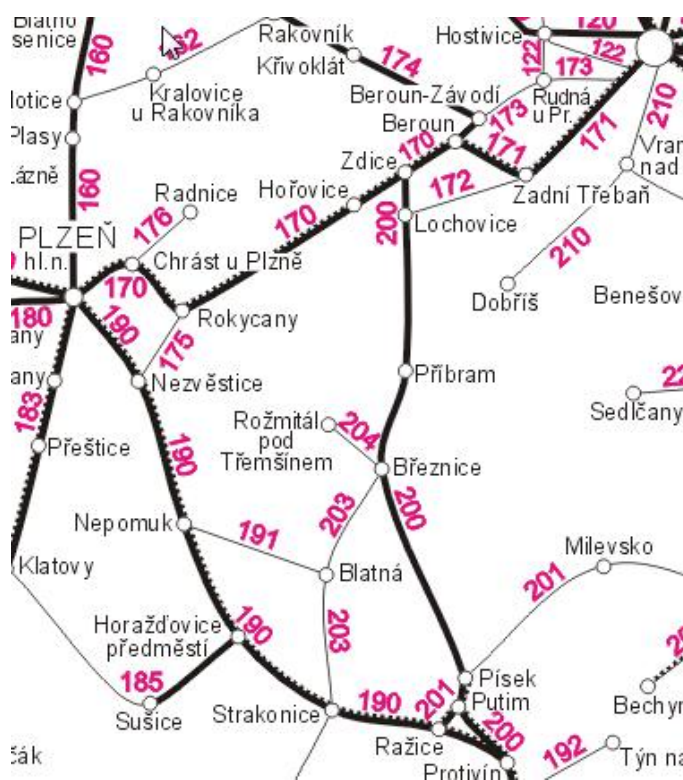 Blatno
senice
160
162
Rakovník
Křivoklát
174
Hostivice
120
122
122
173
Rudná
u Pr.
210
lotice
Kralovice
u Rakovníka
Beroun-Závodí
173
Beroun
171
Plasy
Vran
nad
lázně
160
Zdice
170
171
172
Zadní Třebaň
Radnice
Hořovice
200
Lochovice
176
170
210
PLZEŇ
hl.n.
Chrást u Plzně
170
Dobříš
Benešov
180
190
Rokycany
any
175
any
183
Nezvěstice
Příbram
22
Sedlčany
Rožmitál
pod
Třemšínem
204
Přeštice
190
Březnice
203
200
Nepomuk
191
Milevsko
Klatovy
Blatná
201
Horažďovice
předměstí
190
203
185
Sušice
Strakonice
190
201
Písek
Putim
Ražice
200
Bechyn
192
Týn na
čák
Protivín